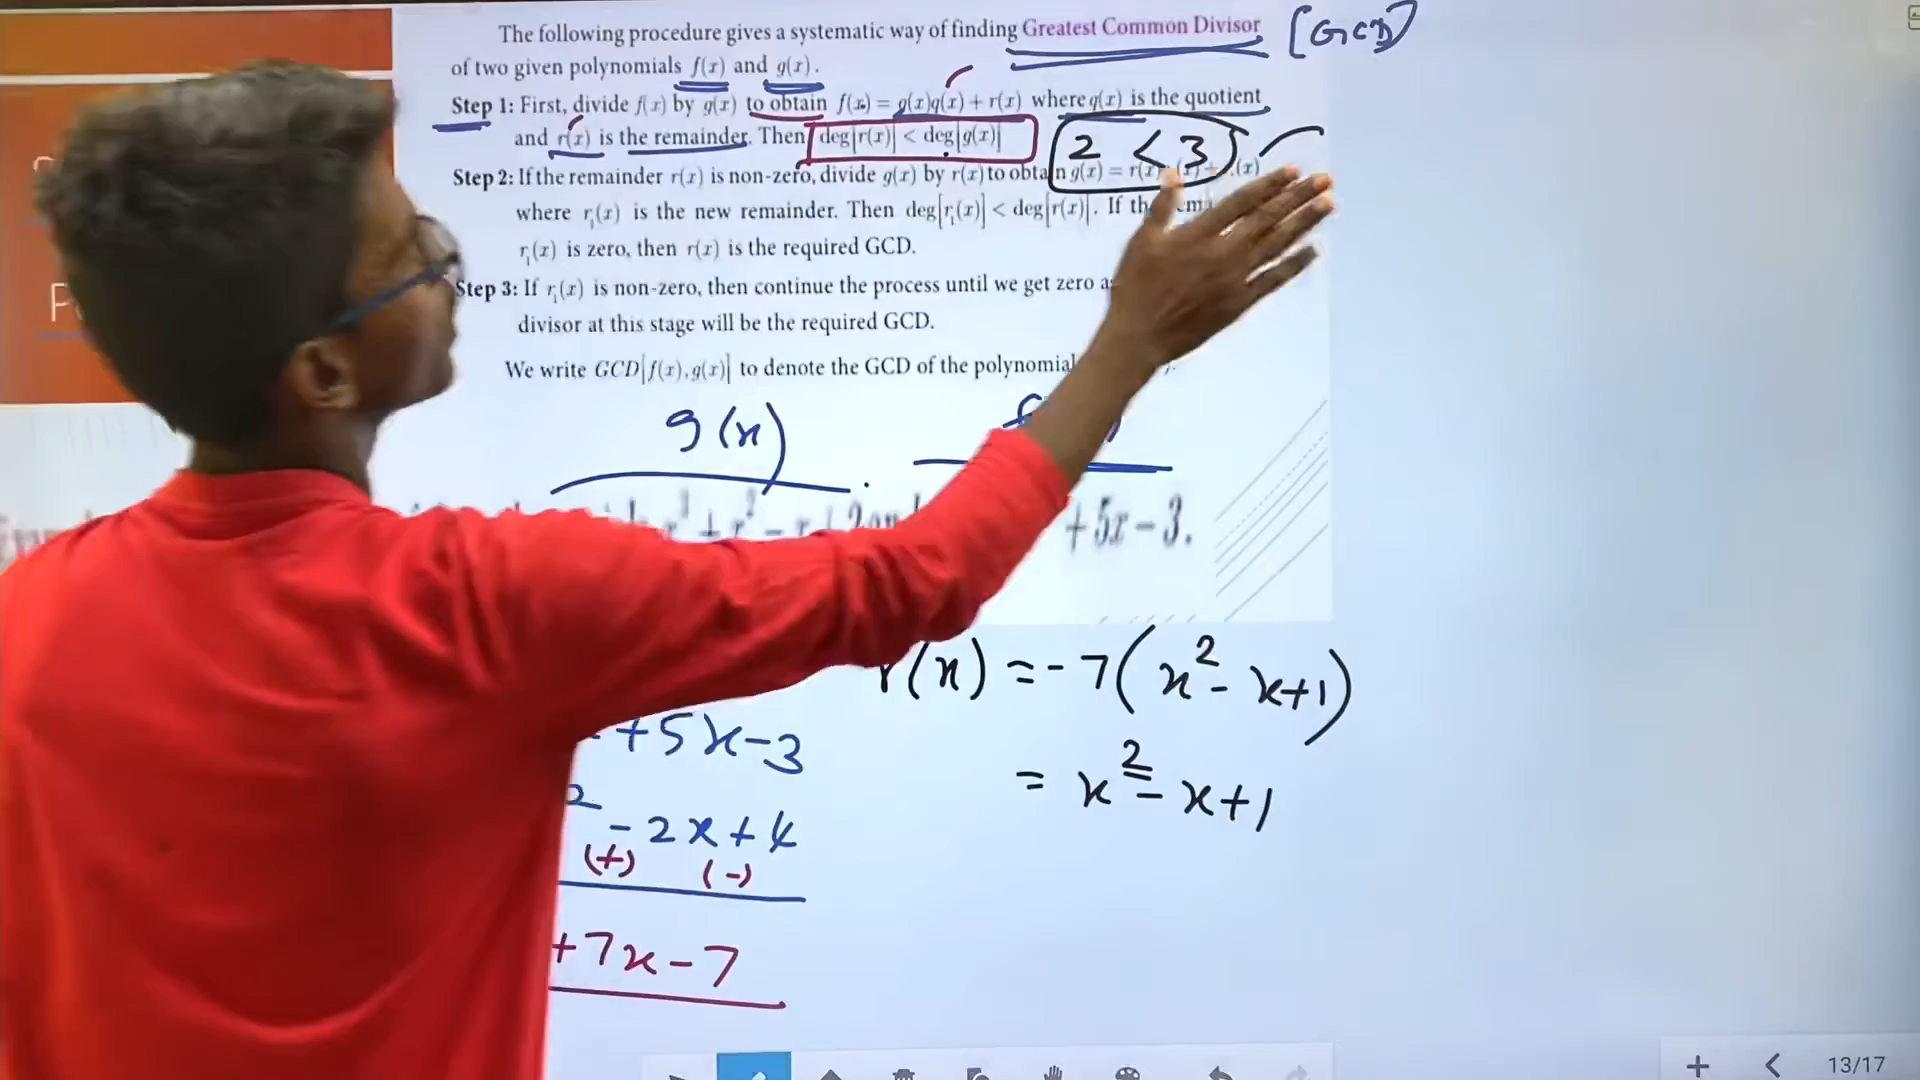 The following procedure gives a systematic way of finding Greatest Common Divisor [GCD]
of two given polynomials f(x) and g(x).
Step 1: First, divide f(x) by g(x) to obtain f(x) = g(x)q(x) + r(x) where q(x) is the quotient
and r(x) is the remainder. Then deg[r(x)] < deg[g(x)] 2 < 3
Step 2: If the remainder r(x) is non-zero, divide g(x) by r(x) to obtain g(x) = r(x) (x) + (x)
where r₁(x) is the new remainder. Then deg[r₁(x)] < deg[r(x)]. If
r₁(x) is zero, then r(x) is the required GCD.
Step 3: If r₁(x) is non-zero, then continue the process until we get zero
divisor at this stage will be the required GCD.
We write GCD[f(x),g(x)] to denote the GCD of the
g(x)
x³ + x² - x + 2 +5x-3.
r(x) = -7(x² - x+1)
+5x-3
= x² - x+1
2
-2x+4
(+) (-)
+7x-7
13/17